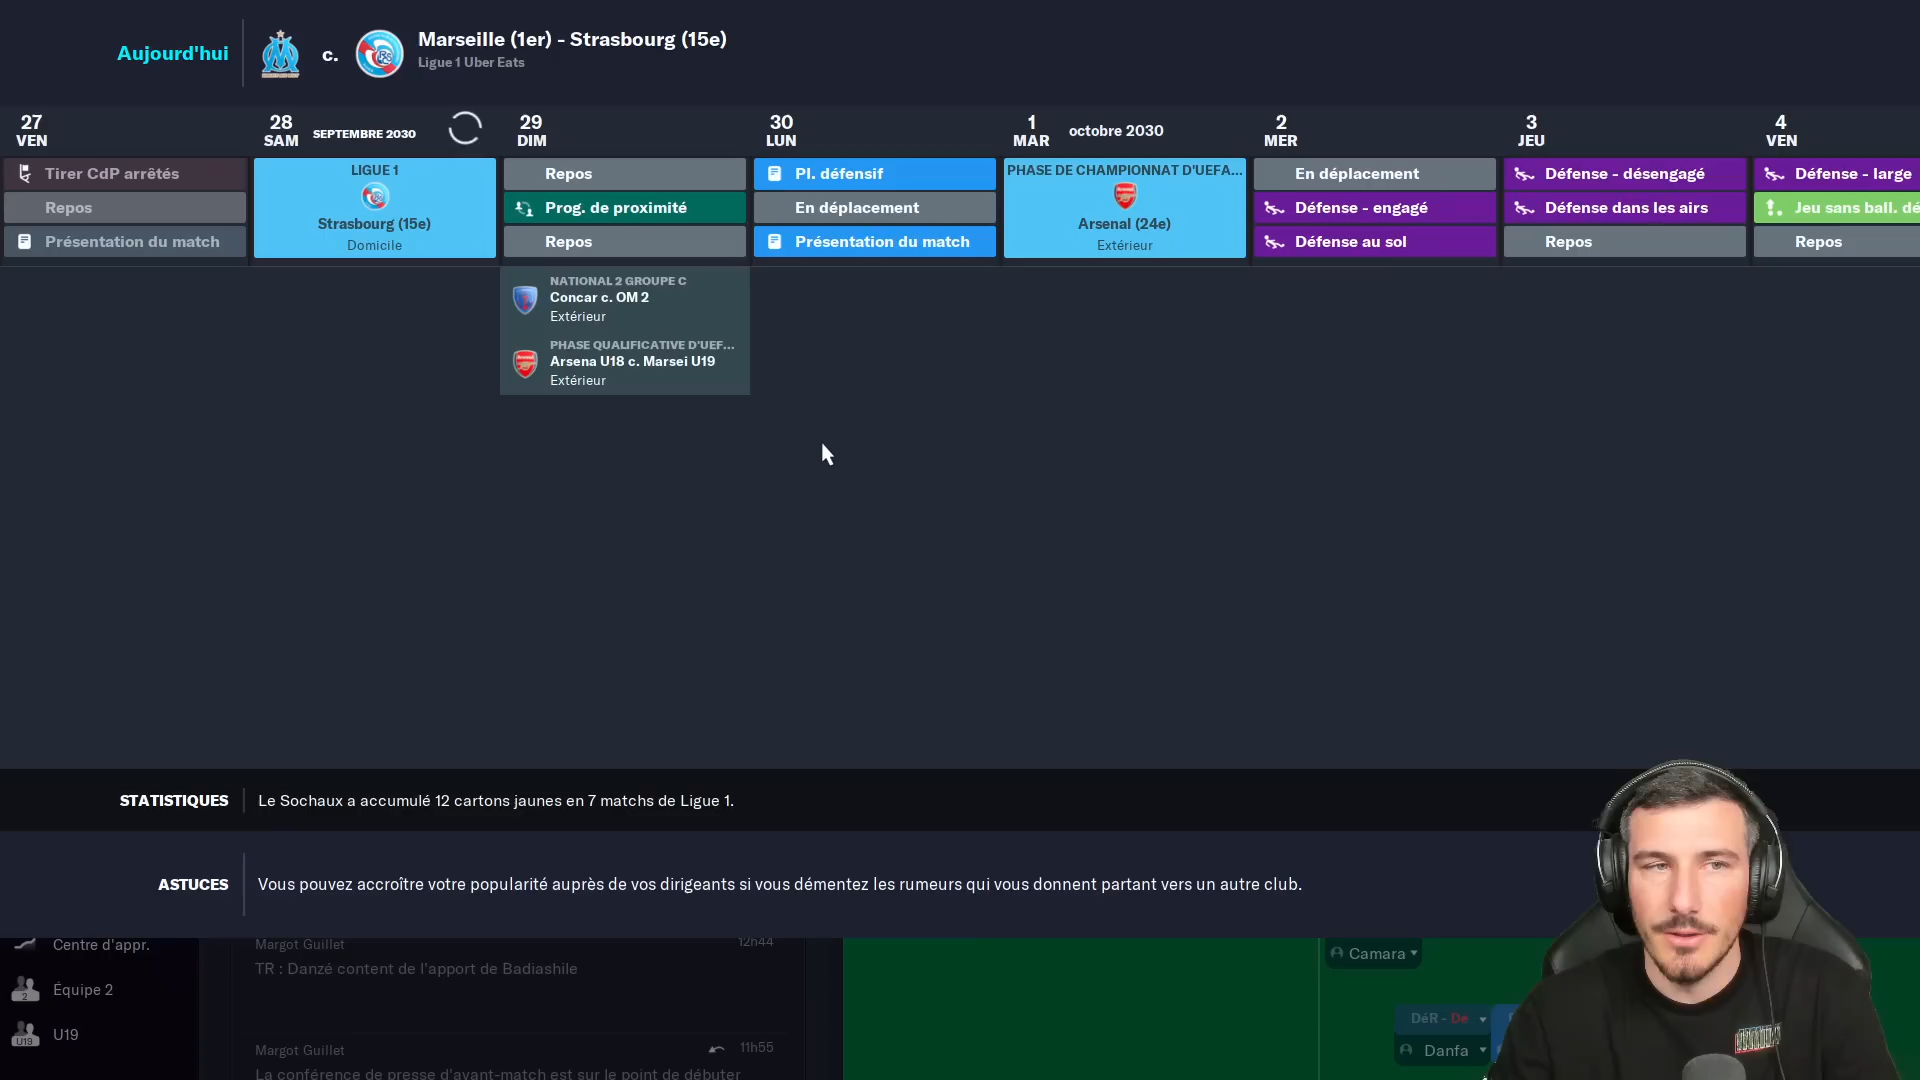 Aujourd'hui
c.
Marseille (1er) - Strasbourg (15e)
Ligue 1 Uber Eats
27
VEN
28
SAM
SEPTEMBRE 2030
29
DIM
30
LUN
1
MAR
octobre 2030
2
MER
3
JEU
4
VEN
Tirer CdP arrêtés
Repos
Présentation du match
LIGUE 1
Strasbourg (15e)
Domicile
Repos
Prog. de proximité
Repos
Pl. défensif
En déplacement
Présentation du match
PHASE DE CHAMPIONNAT D'UEFA...
Arsenal (24e)
Extérieur
En déplacement
Défense - engagé
Défense au sol
Défense - désengagé
Défense dans les airs
Repos
Défense - large
Jeu sans ball. dé
Repos
NATIONAL 2 GROUPE C
Concar c. OM 2
Extérieur
PHASE QUALIFICATIVE D'UEF...
Arsena U18 c. Marsei U19
Extérieur
STATISTIQUES
Le Sochaux a accumulé 12 cartons jaunes en 7 matchs de Ligue 1.
ASTUCES
Vous pouvez accroître votre popularité auprès de vos dirigeants si vous démentez les rumeurs qui vous donnent partant vers un autre club.
Centre d'appr.
Équipe 2
U19
Margot Guillet
12h44
TR : Danzé content de l'apport de Badiashile
Margot Guillet
11h55
La conférence de presse d'avant-match est sur le point de débuter
Camara
DéR - De
Danfa